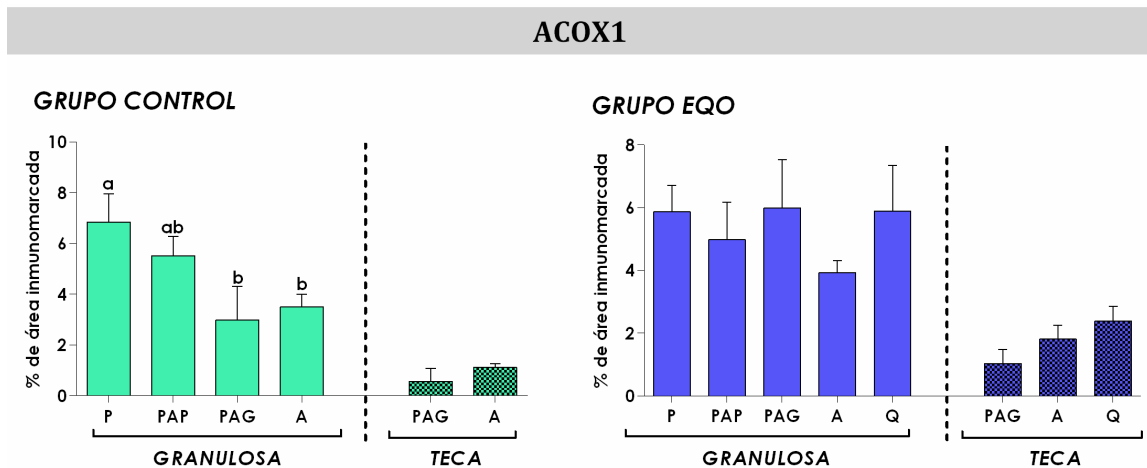 ACOX1
GRUPO CONTROL
% de área inmunomarcada
10
8
6
4
2
0
a
ab
b
b
P PAP PAG A PAG A
GRANULOSA TECA
GRUPO EQO
% de área inmunomarcada
8
6
4
2
0
P PAP PAG A Q PAG A Q
GRANULOSA TECA